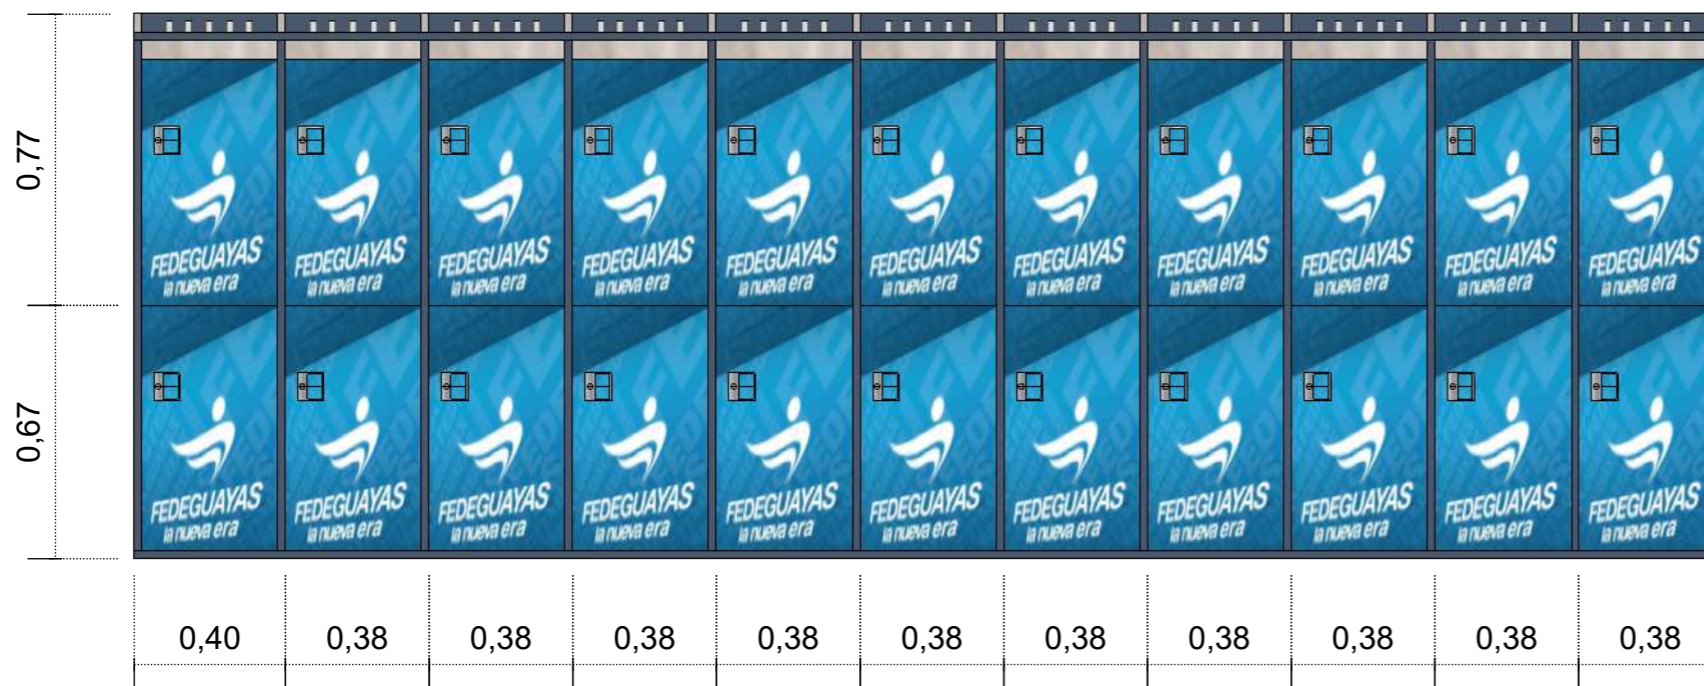 0,77
FEDEGUAYAS FEDEGUAYAS FEDEGUAYAS FEDEGUAYAS FEDEGUAYAS FEDEGUAYAS FEDEGUAYAS FEDEGUAYAS FEDEGUAYAS FEDEGUAYAS FEDEGUAYAS
la nueva era la nueva era la nueva era la nueva era la nueva era la nueva era la nueva era la nueva era la nueva era la nueva era la nueva era
0,67
FEDEGUAYAS FEDEGUAYAS FEDEGUAYAS FEDEGUAYAS FEDEGUAYAS FEDEGUAYAS FEDEGUAYAS FEDEGUAYAS FEDEGUAYAS FEDEGUAYAS FEDEGUAYAS
la nueva era la nueva era la nueva era la nueva era la nueva era la nueva era la nueva era la nueva era la nueva era la nueva era la nueva era
0,40 0,38 0,38 0,38 0,38 0,38 0,38 0,38 0,38 0,38 0,38